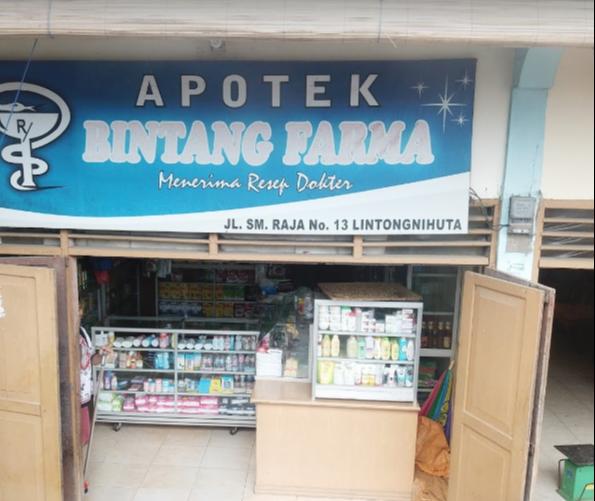 APOTEK
R
BINTANG FARMA
Menerima Resep Dokter
JL. SM. RAJA No. 13 LINTONGNIHUTA